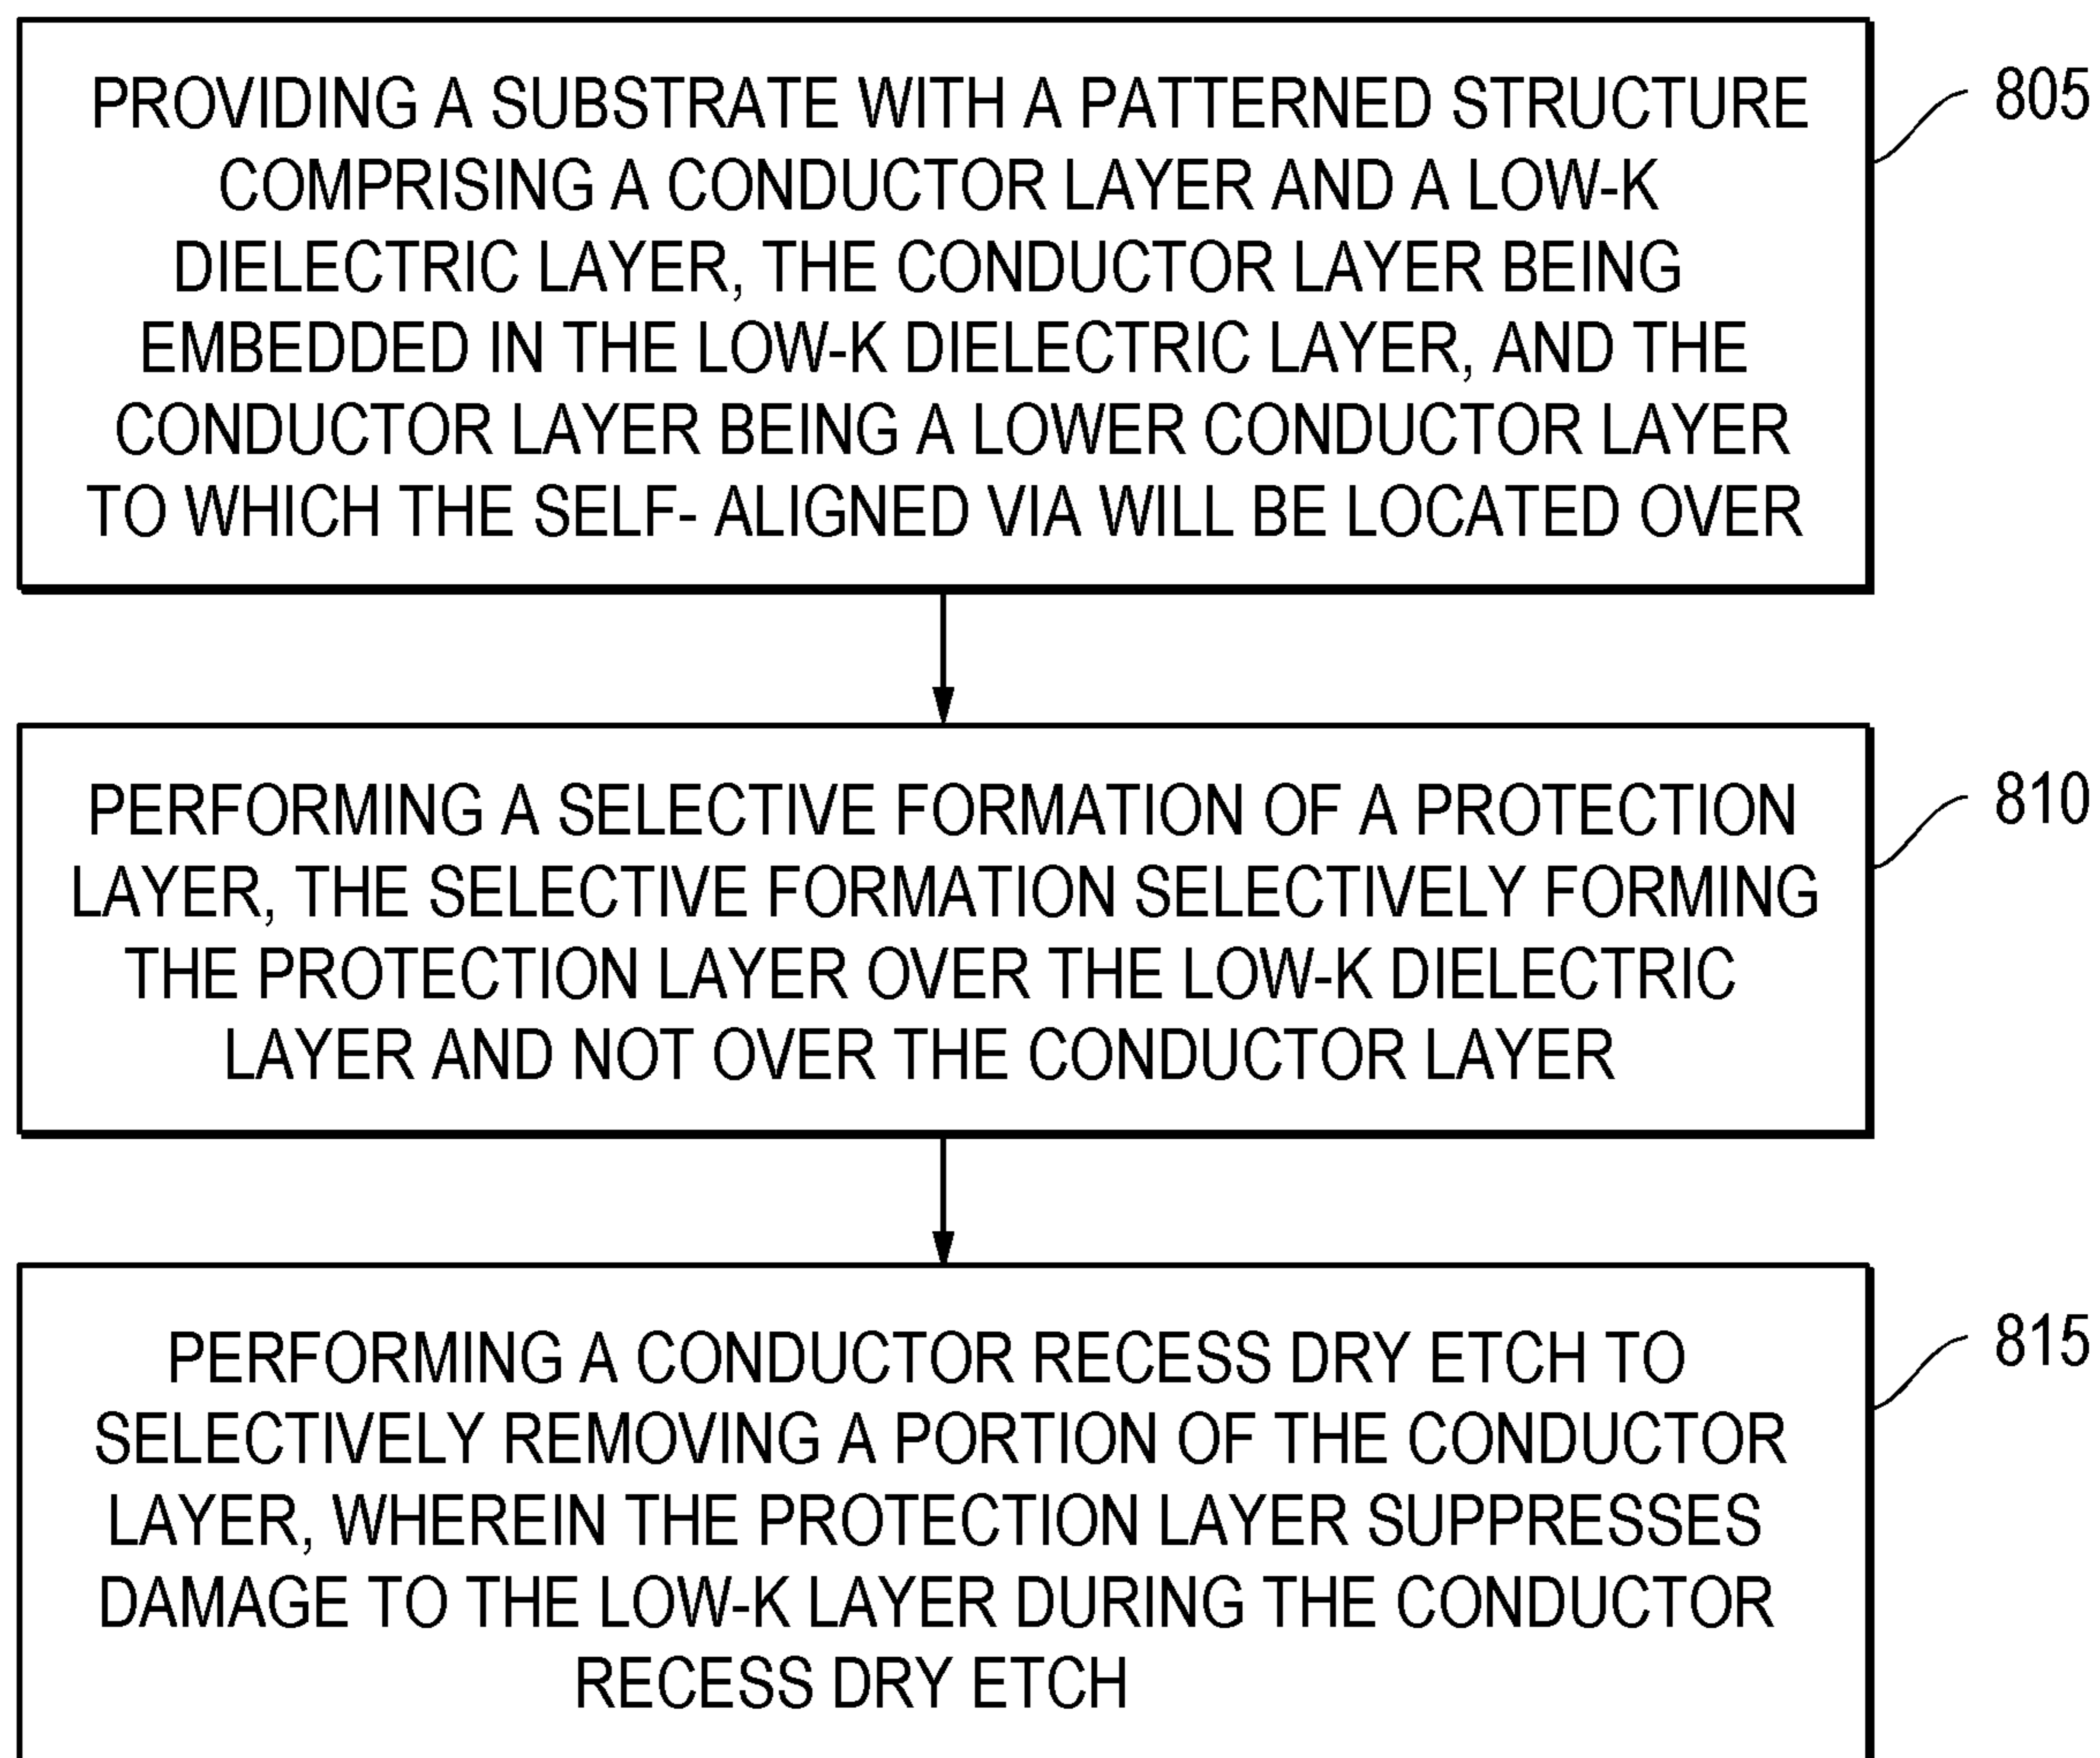 PROVIDING A SUBSTRATE WITH A PATTERNED STRUCTURE
COMPRISING A CONDUCTOR LAYER AND A LOW-K
DIELECTRIC LAYER, THE CONDUCTOR LAYER BEING
EMBEDDED IN THE LOW-K DIELECTRIC LAYER, AND THE
CONDUCTOR LAYER BEING A LOWER CONDUCTOR LAYER
TO WHICH THE SELF- ALIGNED VIA WILL BE LOCATED OVER
805
PERFORMING A SELECTIVE FORMATION OF A PROTECTION
LAYER, THE SELECTIVE FORMATION SELECTIVELY FORMING
THE PROTECTION LAYER OVER THE LOW-K DIELECTRIC
LAYER AND NOT OVER THE CONDUCTOR LAYER
810
PERFORMING A CONDUCTOR RECESS DRY ETCH TO
SELECTIVELY REMOVING A PORTION OF THE CONDUCTOR
LAYER, WHEREIN THE PROTECTION LAYER SUPPRESSES
DAMAGE TO THE LOW-K LAYER DURING THE CONDUCTOR
RECESS DRY ETCH
815